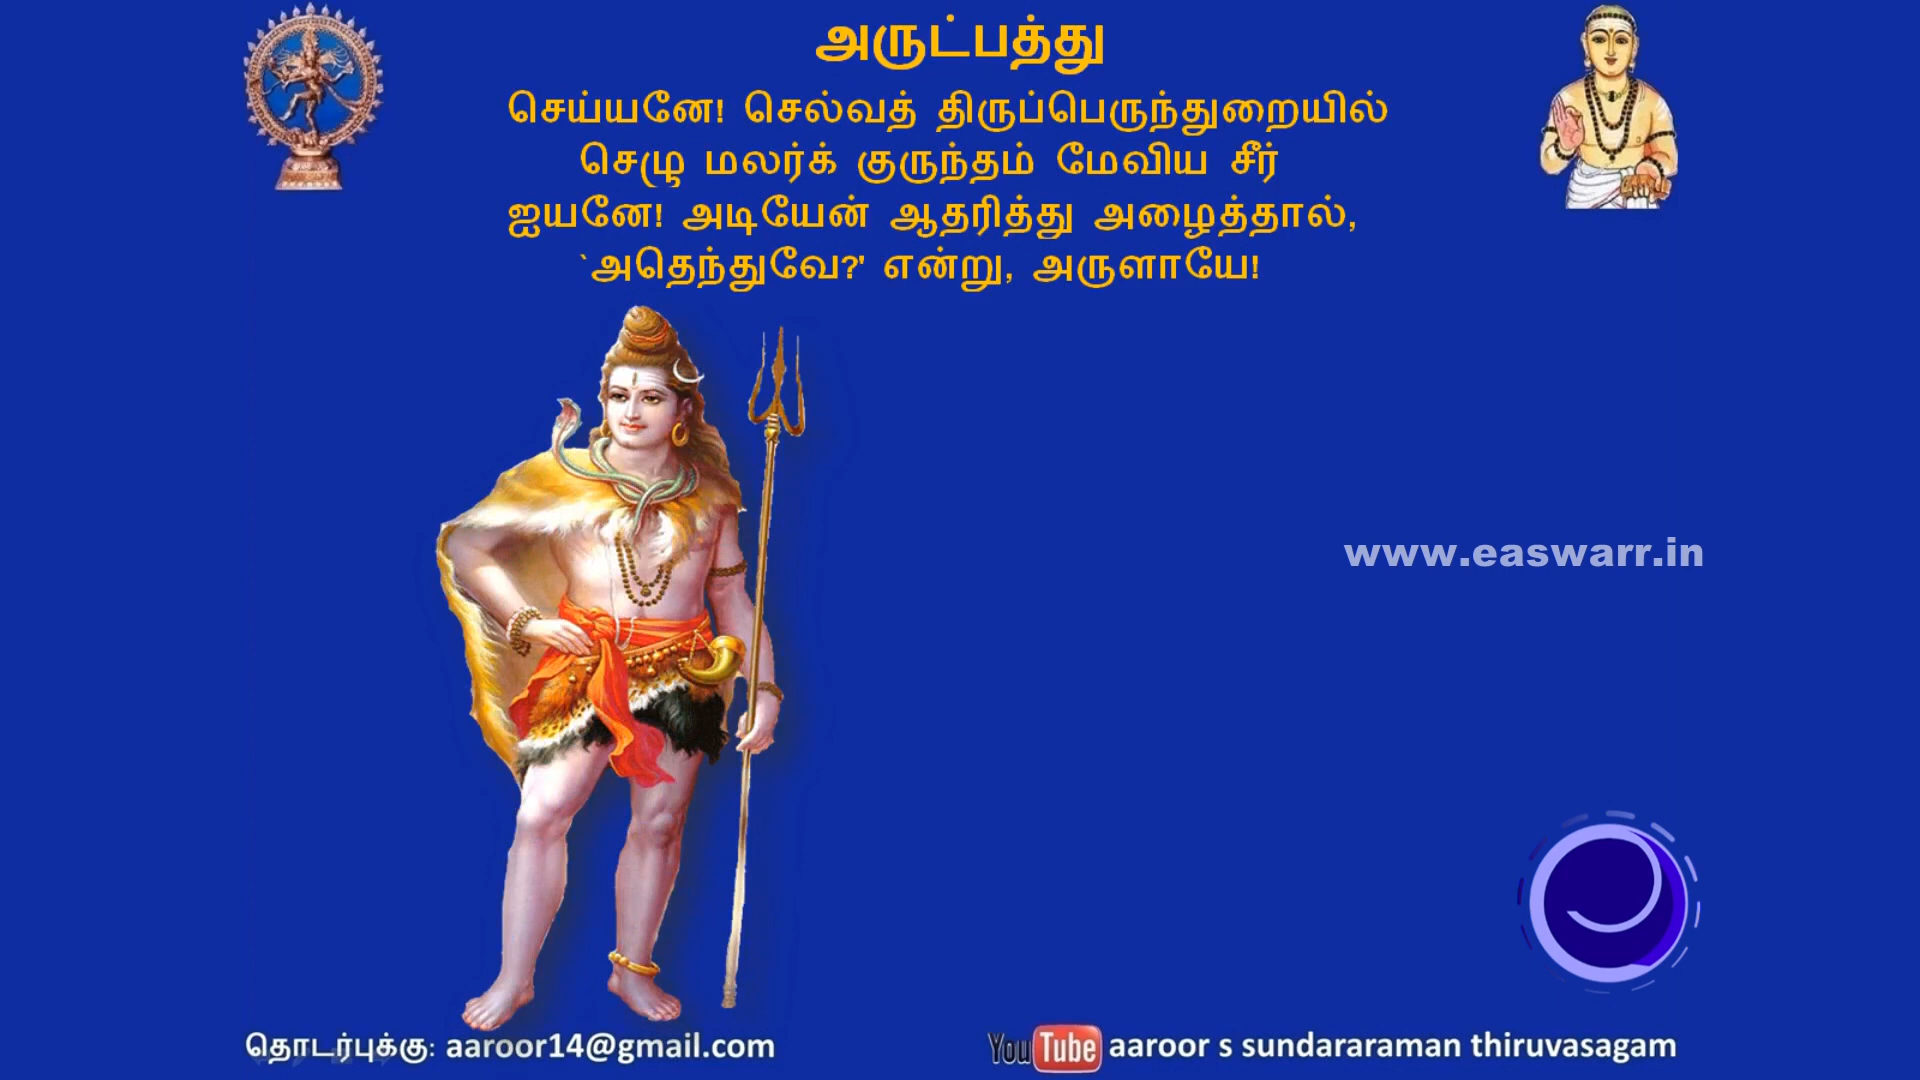 அருட்பத்து
செய்யனே! செல்வத் திருப்பெருந்துறையில்
செழு மலர்க் குருந்தம் மேவிய சீர்
ஐயனே! அடியேன் ஆதரித்து அழைத்தால்,
`அதெந்துவே?' என்று, அருளாயே!
www.easwarr.in
தொடர்புக்கு: aaroor14@gmail.com
YouTube aaroor s sundararaman thiruvasagam